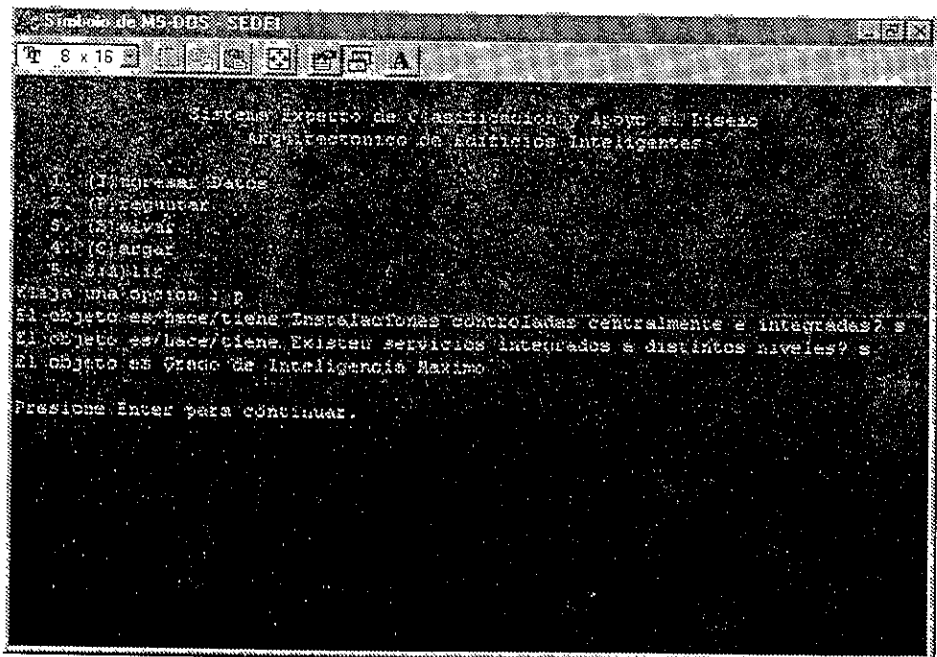 Símbolo de MS-DOS - SEDEI
Tr 8 x 16 A
Sistema Experto de Clasificacion y Apoyo al Diseño
Arquitectonico de Edificios Inteligentes
1. (I)ngresar Datos
2. (P)reguntar
3. (S)alvar
4. (C)argar
5. S(a)lir
Elija una opcion : p
El objeto es/hace/tiene Instalaciones controladas centralmente e integradas? s
El objeto es/hace/tiene Existen servicios integrados a distintos niveles? s
El objeto es Grado de Inteligencia Maximo
Presione Enter para continuar.